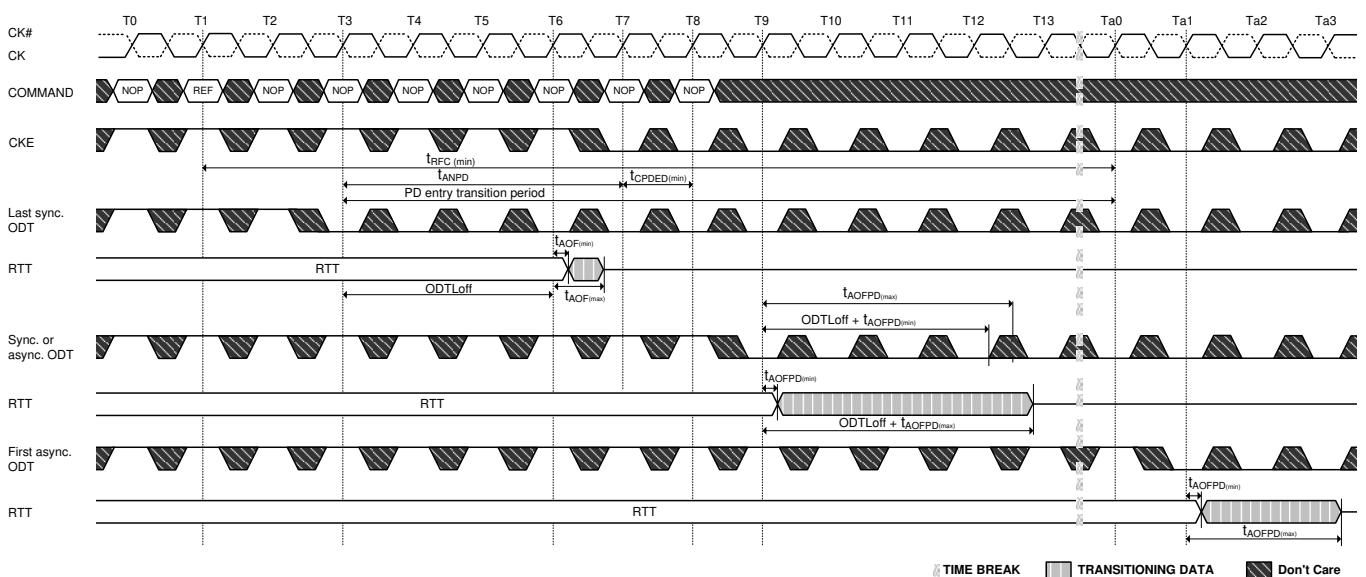 T0 T1 T2 T3 T4 T5 T6 T7 T8 T9 T10 T11 T12 T13 Ta0 Ta1 Ta2 Ta3
CK#
CK
COMMAND NOP REF NOP NOP NOP NOP NOP NOP NOP
CKE
tRFC (min)
tANPD tCPDED(min)
PD entry transition period
Last sync.
ODT
tAOF(min)
RTT RTT
ODTLoff tAOF(max)
tAOFPD(max)
ODTLoff + tAOFPD(min)
Sync. or
async. ODT
tAOFPD(min)
RTT RTT
ODTLoff + tAOFPD(max)
First async.
ODT
tAOFPD(min)
RTT RTT
tAOFPD(max)
TIME BREAK TRANSITIONING DATA Don't Care